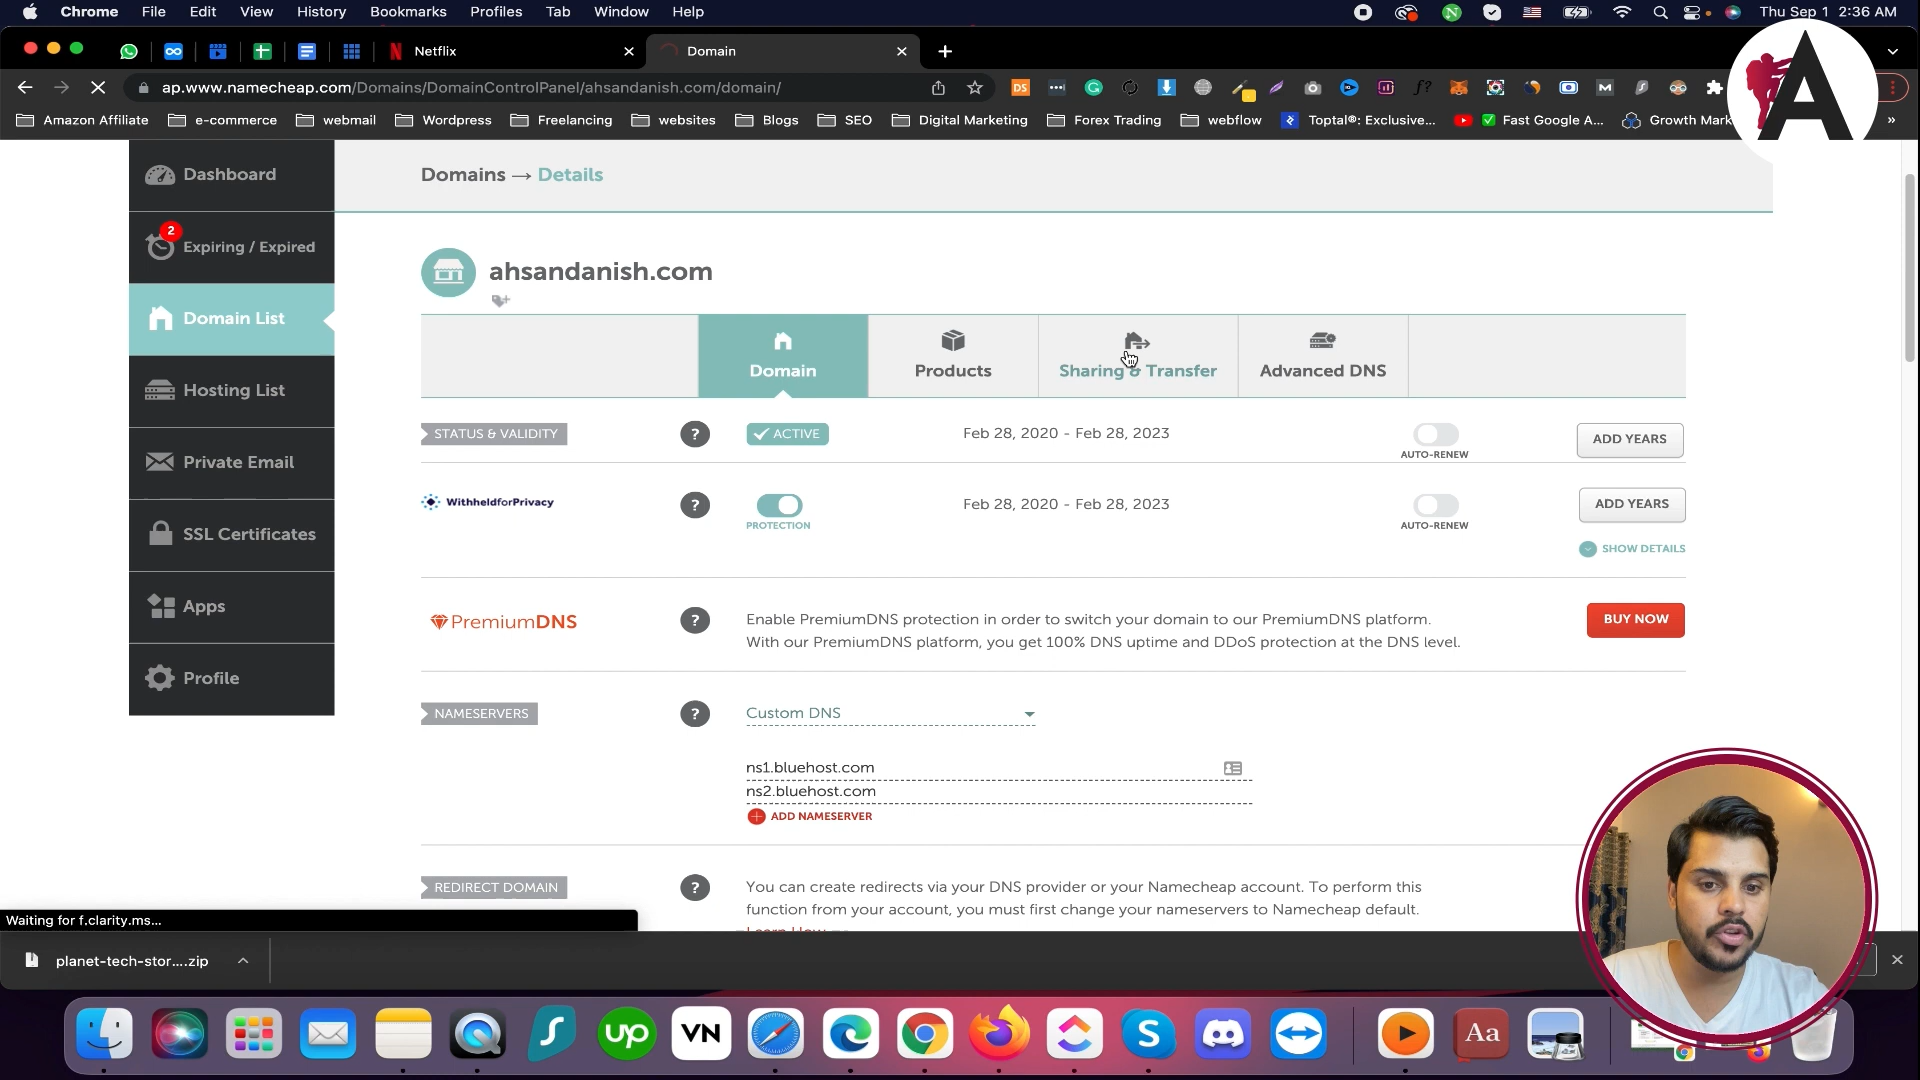 Chrome File Edit View History Bookmarks Profiles Tab Window Help Thu Sep 1 2:36 AM
Netflix Domain
ap.www.namecheap.com/Domains/DomainControlPanel/ahsandanish.com/domain/
Amazon Affiliate e-commerce webmail Wordpress Freelancing websites Blogs SEO Digital Marketing Forex Trading webflow Toptal®: Exclusive... Fast Google A... Growth Mark »
Dashboard
Domains → Details
2
Expiring / Expired
ahsandanish.com
Domain List
Domain Products Sharing & Transfer Advanced DNS
Hosting List
STATUS & VALIDITY ? ACTIVE Feb 28, 2020 - Feb 28, 2023 AUTO-RENEW ADD YEARS
Private Email
WithheldforPrivacy ? PROTECTION Feb 28, 2020 - Feb 28, 2023 AUTO-RENEW ADD YEARS
SHOW DETAILS
SSL Certificates
Apps
PremiumDNS ? Enable PremiumDNS protection in order to switch your domain to our PremiumDNS platform.
With our PremiumDNS platform, you get 100% DNS uptime and DDoS protection at the DNS level.
BUY NOW
Profile
NAMESERVERS ? Custom DNS
ns1.bluehost.com
ns2.bluehost.com
ADD NAMESERVER
REDIRECT DOMAIN ? You can create redirects via your DNS provider or your Namecheap account. To perform this
function from your account, you must first change your nameservers to Namecheap default.
Waiting for f.clarity.ms...
planet-tech-stor....zip
up VN Aa